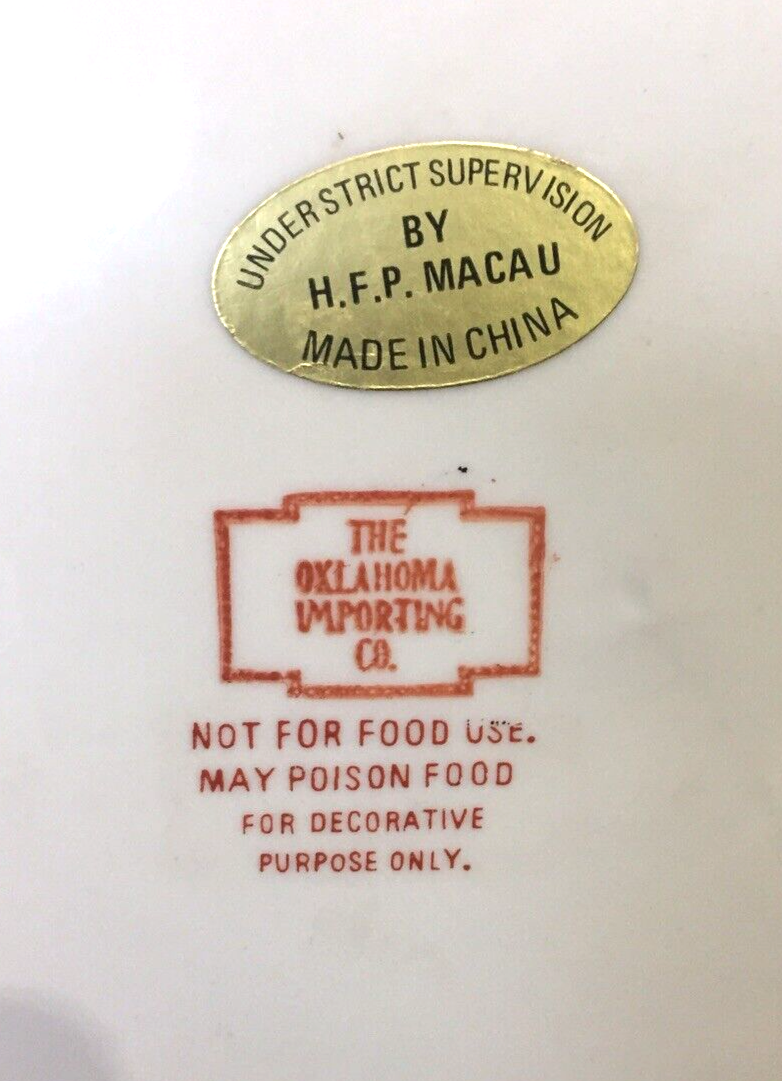 UNDER STRICT SUPERVISION
BY
H.F.P. MACAU
MADE IN CHINA
THE
OKLAHOMA
IMPORTING
CO.
NOT FOR FOOD USE.
MAY POISON FOOD
FOR DECORATIVE
PURPOSE ONLY.